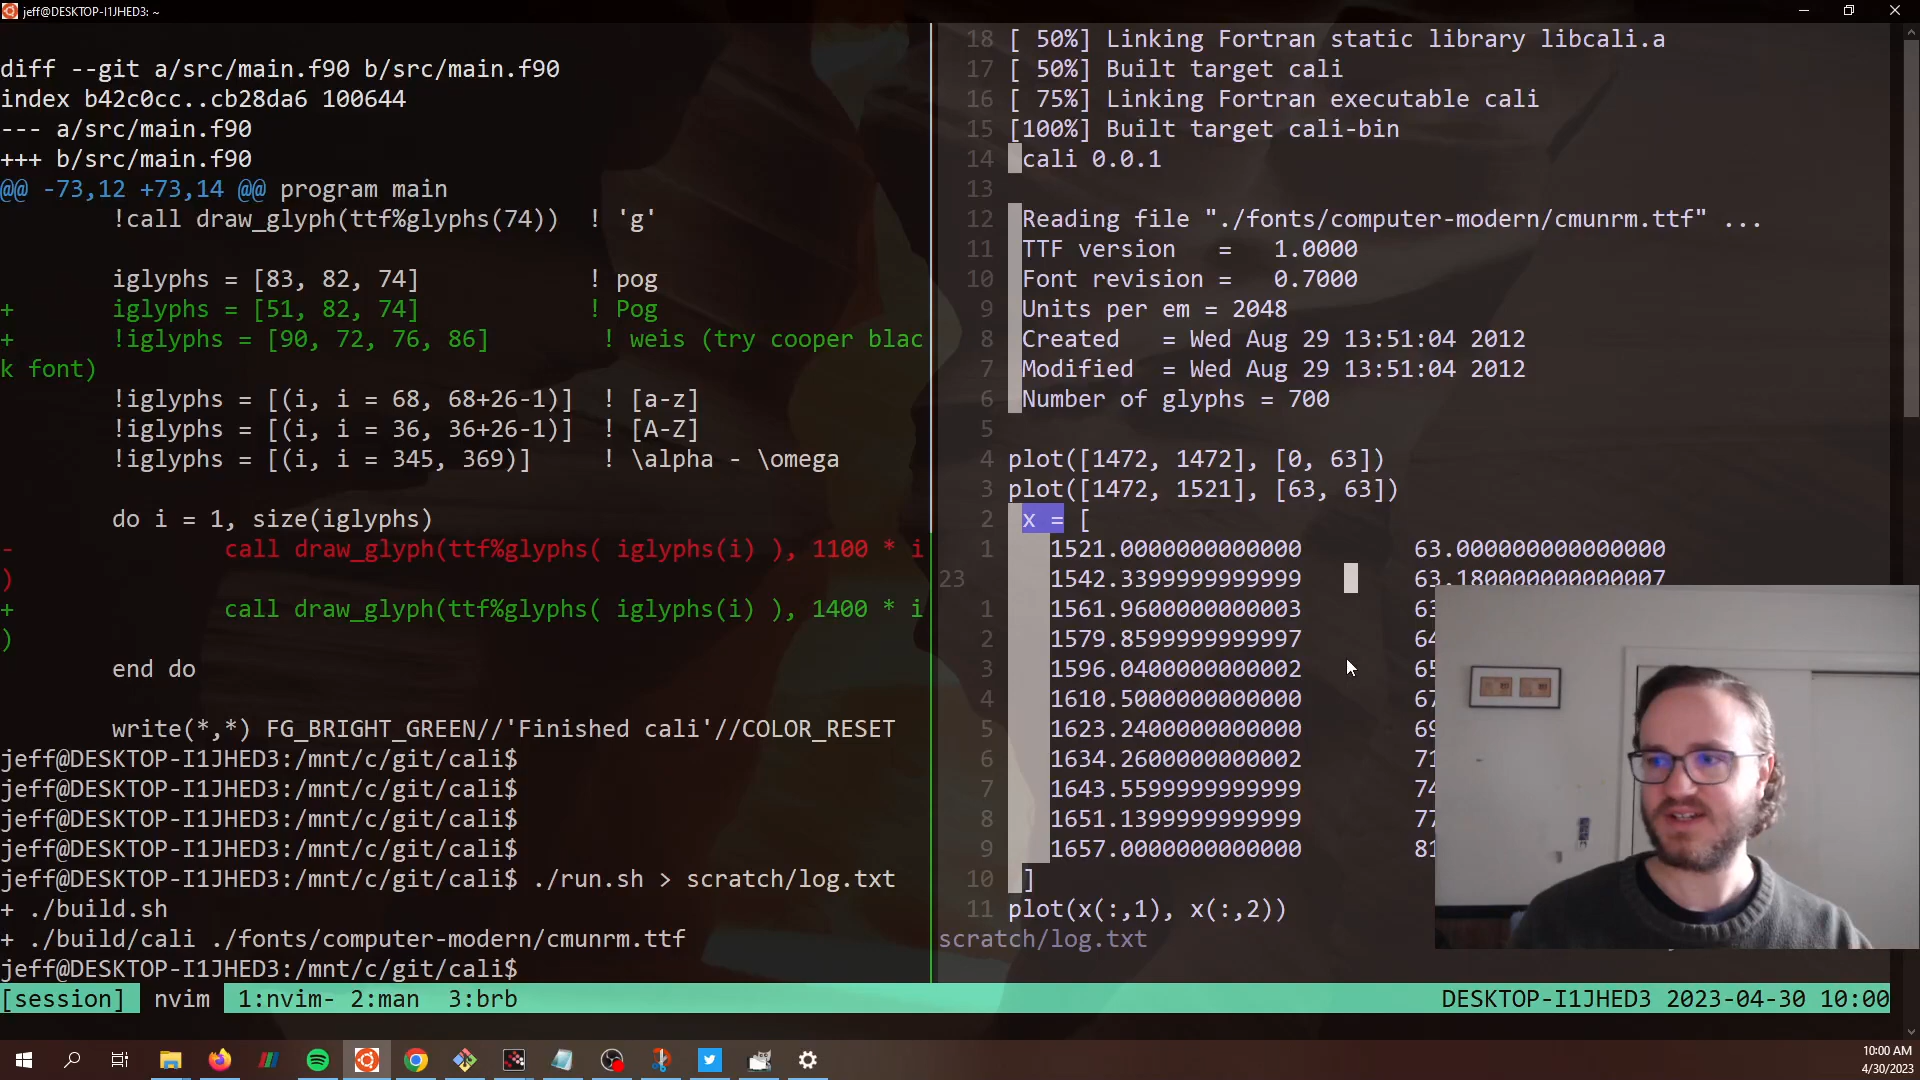 jeff@DESKTOP-I1JHED3: ~
diff --git a/src/main.f90 b/src/main.f90
index b42c0cc..cb28da6 100644
--- a/src/main.f90
+++ b/src/main.f90
@@ -73,12 +73,14 @@ program main
!call draw_glyph(ttf%glyphs(74)) ! 'g'
iglyphs = [83, 82, 74] ! pog
+ iglyphs = [51, 82, 74] ! Pog
+ !iglyphs = [90, 72, 76, 86] ! weis (try cooper blac
k font)
!iglyphs = [(i, i = 68, 68+26-1)] ! [a-z]
!iglyphs = [(i, i = 36, 36+26-1)] ! [A-Z]
!iglyphs = [(i, i = 345, 369)] ! \alpha - \omega
do i = 1, size(iglyphs)
- call draw_glyph(ttf%glyphs( iglyphs(i) ), 1100 * i
)
+ call draw_glyph(ttf%glyphs( iglyphs(i) ), 1400 * i
)
end do
write(*,*) FG_BRIGHT_GREEN//'Finished cali'//COLOR_RESET
jeff@DESKTOP-I1JHED3:/mnt/c/git/cali$
jeff@DESKTOP-I1JHED3:/mnt/c/git/cali$
jeff@DESKTOP-I1JHED3:/mnt/c/git/cali$
jeff@DESKTOP-I1JHED3:/mnt/c/git/cali$
jeff@DESKTOP-I1JHED3:/mnt/c/git/cali$ ./run.sh > scratch/log.txt
+ ./build.sh
+ ./build/cali ./fonts/computer-modern/cmunrm.ttf
jeff@DESKTOP-I1JHED3:/mnt/c/git/cali$
18 [ 50%] Linking Fortran static library libcali.a
17 [ 50%] Built target cali
16 [ 75%] Linking Fortran executable cali
15 [100%] Built target cali-bin
14 cali 0.0.1
13
12 Reading file "./fonts/computer-modern/cmunrm.ttf" ...
11 TTF version = 1.0000
10 Font revision = 0.7000
9 Units per em = 2048
8 Created = Wed Aug 29 13:51:04 2012
7 Modified = Wed Aug 29 13:51:04 2012
6 Number of glyphs = 700
5
4 plot([1472, 1472], [0, 63])
3 plot([1472, 1521], [63, 63])
2 x = [
1 1521.0000000000000 63.000000000000000
23 1542.3399999999999 63.180000000000007
1 1561.9600000000003 63
2 1579.8599999999997 64
3 1596.0400000000002 65
4 1610.5000000000000 67
5 1623.2400000000000 69
6 1634.2600000000002 71
7 1643.5599999999999 74
8 1651.1399999999999 77
9 1657.0000000000000 81
10 ]
11 plot(x(:,1), x(:,2))
scratch/log.txt
[session] nvim 1:nvim- 2:man 3:brb DESKTOP-I1JHED3 2023-04-30 10:00
10:00 AM
4/30/2023